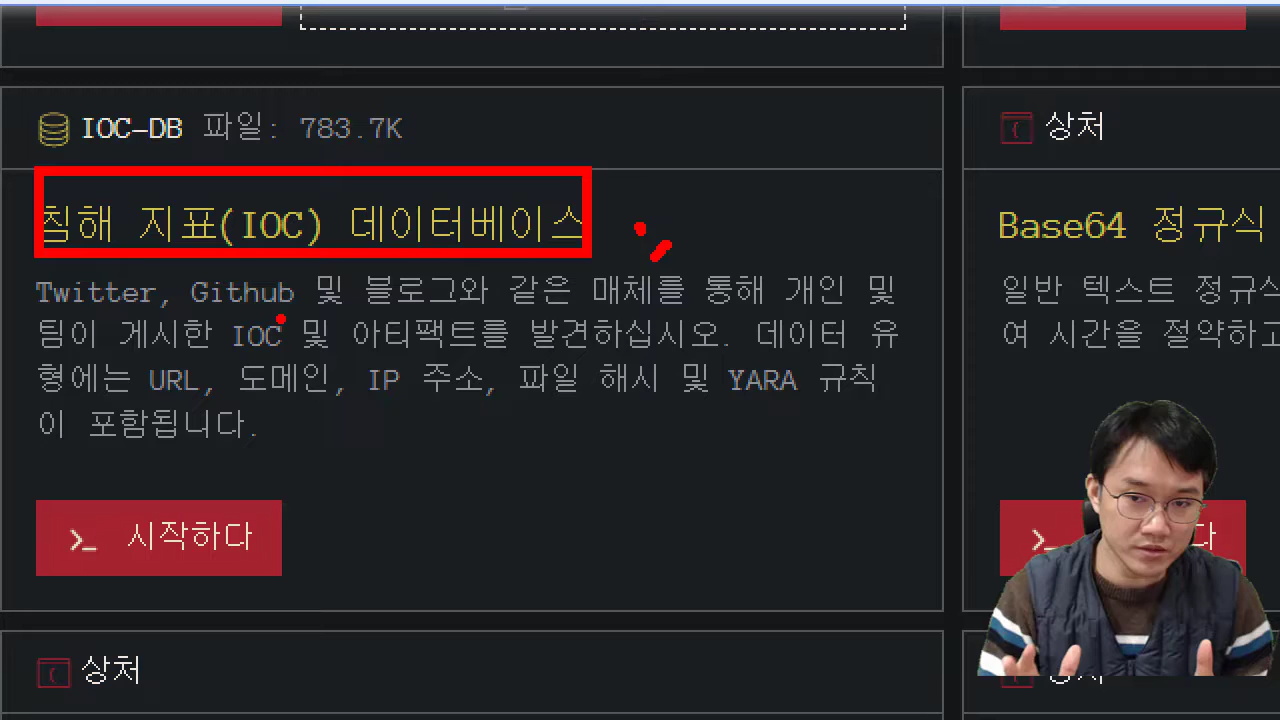 IOC-DB 파일: 783.7K
침해 지표(IOC) 데이터베이스
Twitter, Github 및 블로그와 같은 매체를 통해 개인 및
팀이 게시한 IOC 및 아티팩트를 발견하십시오. 데이터 유
형에는 URL, 도메인, IP 주소, 파일 해시 및 YARA 규칙
이 포함됩니다.
>_ 시작하다
상처
Base64 정규식
일반 텍스트 정규식
여 시간을 절약하고
>_ 다
상처